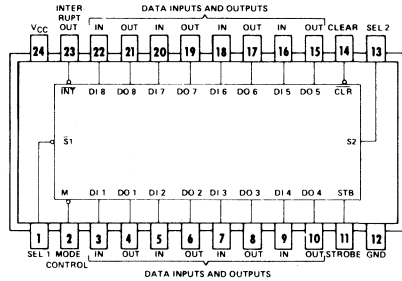 DATA INPUTS AND OUTPUTS
INTER-
RUPT
VCC OUT IN OUT IN OUT IN OUT IN OUT CLEAR SEL 2
24 23 22 21 20 19 18 17 16 15 14 13
INT DI 8 DO 8 DI 7 DO 7 DI 6 DO 6 DI 5 DO 5 CLR
S1 S2
M DI 1 DO 1 DI 2 DO 2 DI 3 DO 3 DI 4 DO 4 STB
1 2 3 4 5 6 7 8 9 10 11 12
SEL 1 MODE IN OUT IN OUT IN OUT IN OUT STROBE GND
CONTROL
DATA INPUTS AND OUTPUTS